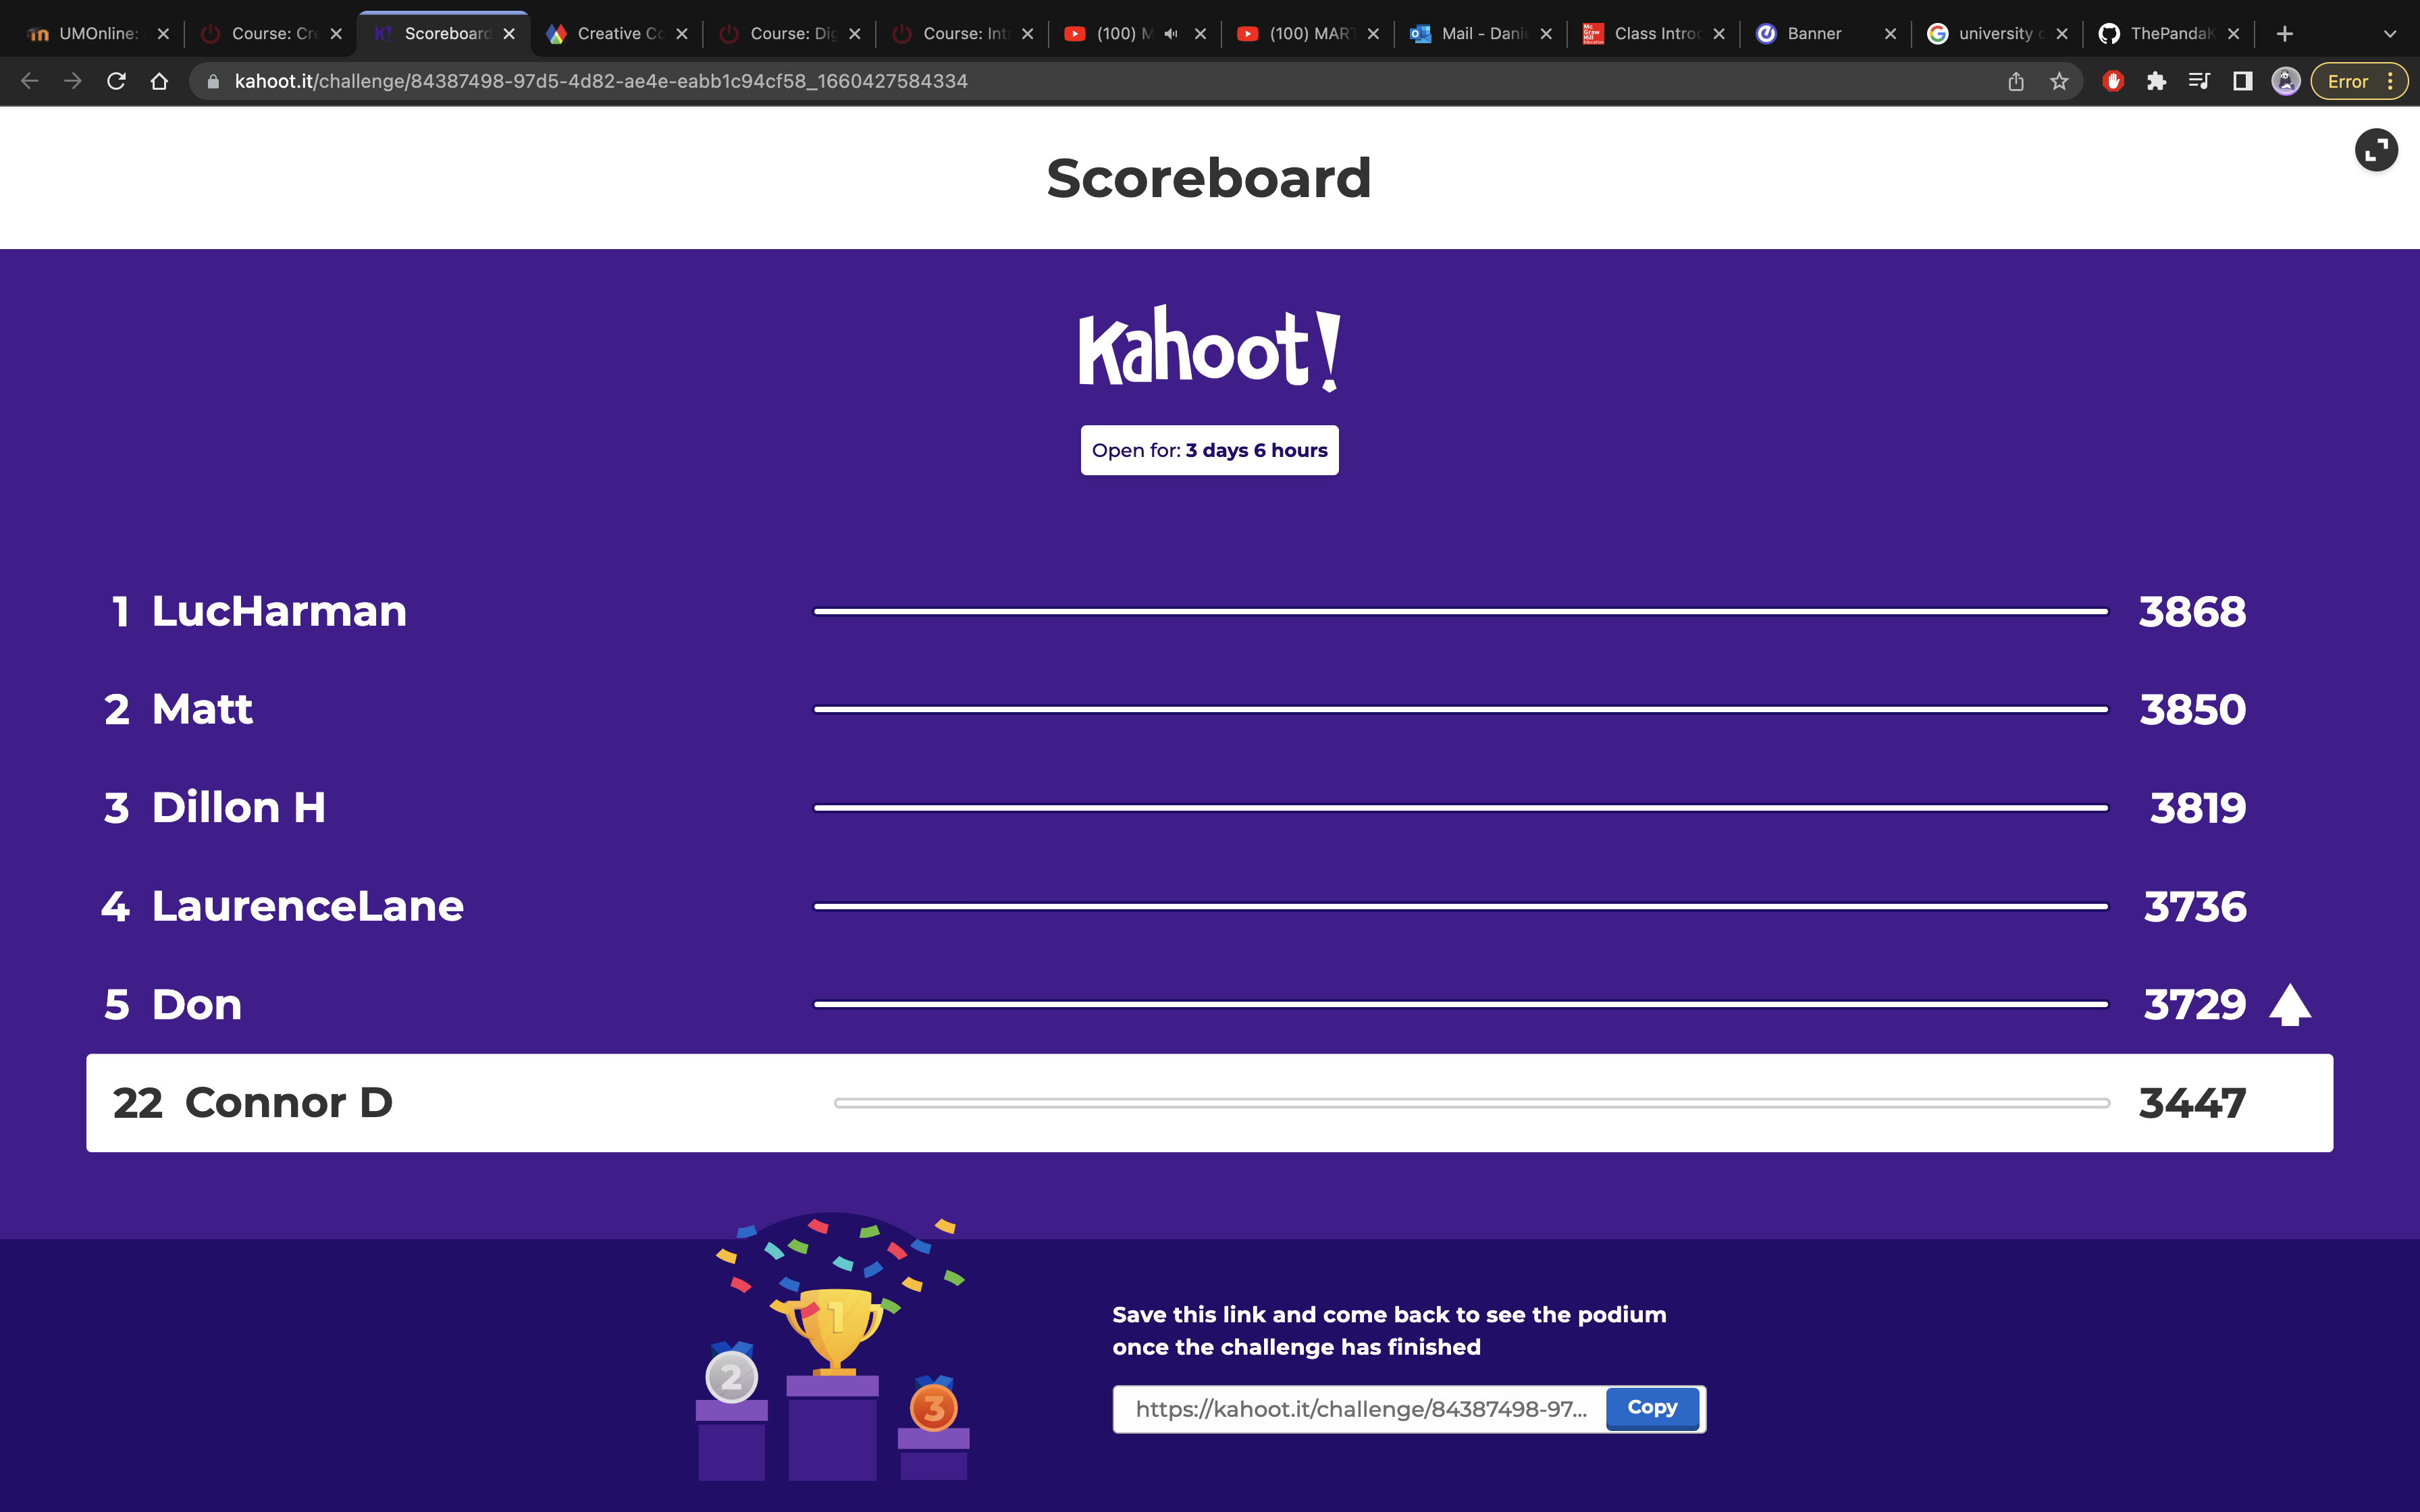 UMOnline:
Course: Cre
Scoreboard
Creative Co
Course: Dig
Course: Int
(100) M
(100) MAR
Mail - Danie
Class Introd
Banner
university o
ThePandaK
kahoot.it/challenge/84387498-97d5-4d82-ae4e-eabb1c94cf58_1660427584334
Error
Scoreboard
Kahoot!
Open for: 3 days 6 hours
1 LucHarman 3868
2 Matt 3850
3 Dillon H 3819
4 LaurenceLane 3736
5 Don 3729
22 Connor D 3447
1
2
3
Save this link and come back to see the podium
once the challenge has finished
https://kahoot.it/challenge/84387498-97... Copy